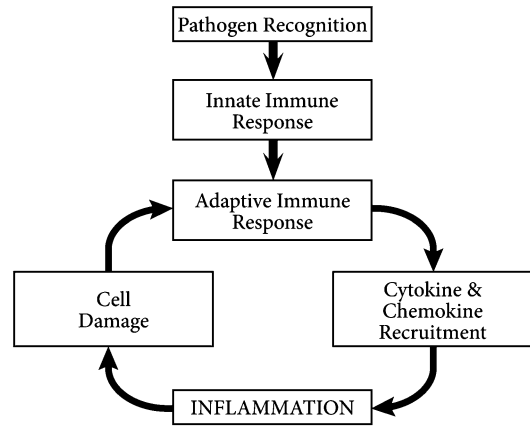 Pathogen Recognition
Innate Immune
Response
Adaptive Immune
Response
Cell
Damage
Cytokine &
Chemokine
Recruitment
INFLAMMATION